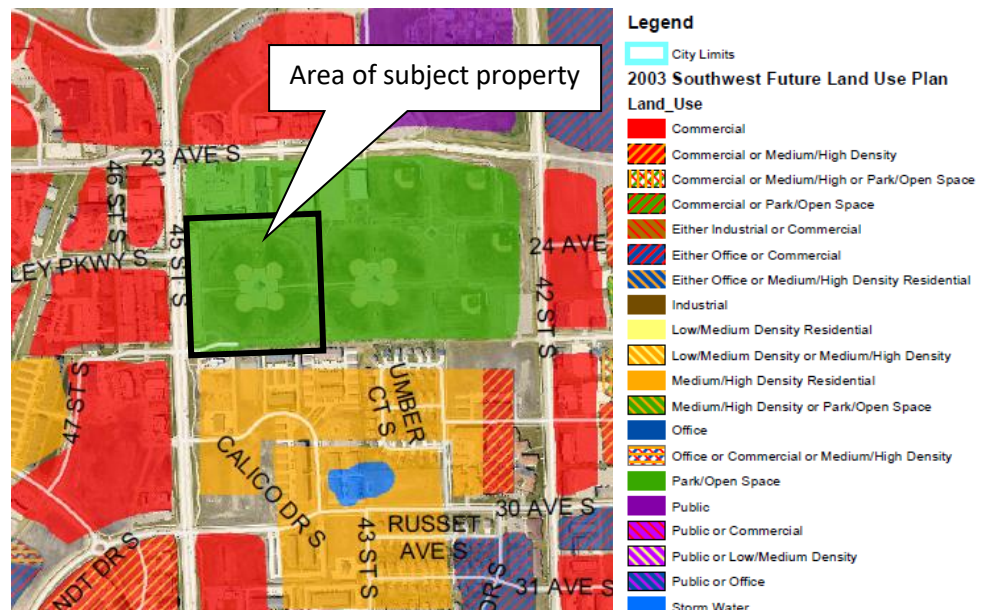 Area of subject property
23 AVE S
46 ST S
45 ST S
LEY PKWY S
24 AVE
42 ST S
47 ST S
UMBER
CT S
CALICO DR S
30 AVE S
RUSSET
AVE S
43 ST S
NDT DR S
DR S
31 AVE S
Legend
City Limits
2003 Southwest Future Land Use Plan
Land_Use
Commercial
Commercial or Medium/High Density
Commercial or Medium/High or Park/Open Space
Commercial or Park/Open Space
Either Industrial or Commercial
Either Office or Commercial
Either Office or Medium/High Density Residential
Industrial
Low/Medium Density Residential
Low/Medium Density or Medium/High Density
Medium/High Density Residential
Medium/High Density or Park/Open Space
Office
Office or Commercial or Medium/High Density
Park/Open Space
Public
Public or Commercial
Public or Low/Medium Density
Public or Office
Storm Water